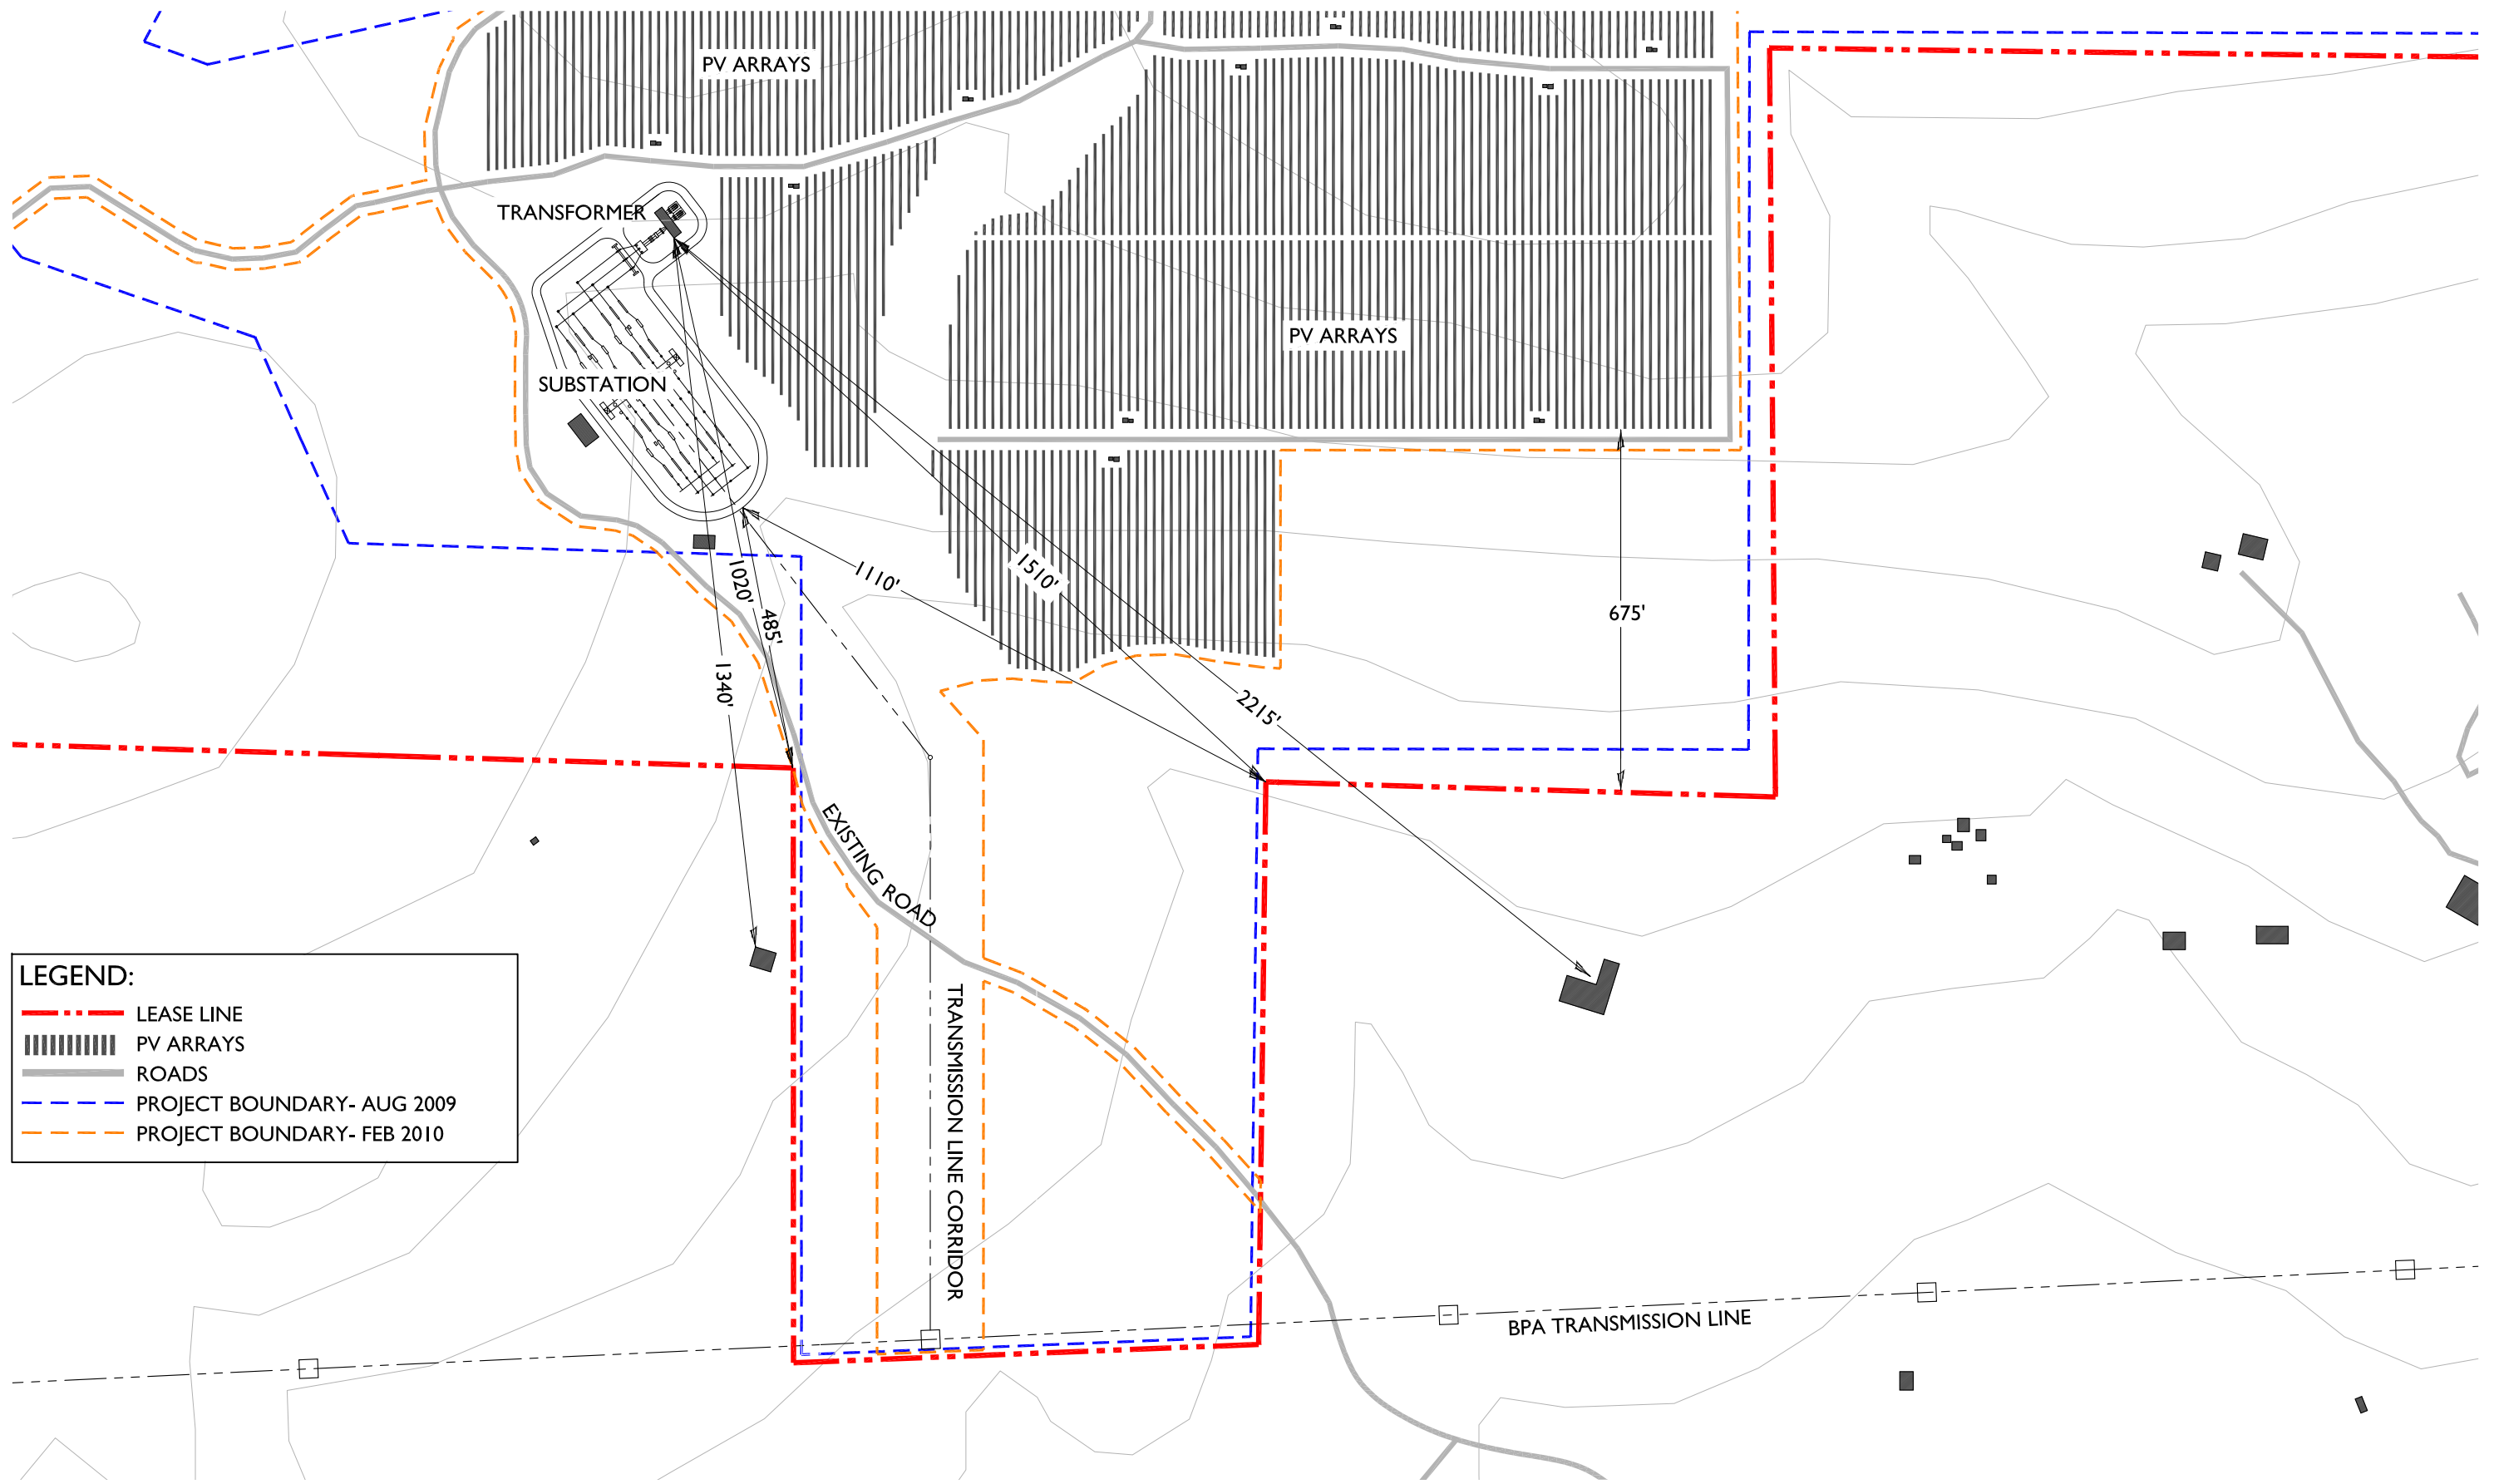 PV ARRAYS
TRANSFORMER
PV ARRAYS
SUBSTATION
1110'
1510'
1020'
485'
675'
1340'
2215'
EXISTING ROAD
TRANSMISSION LINE CORRIDOR
BPA TRANSMISSION LINE
LEGEND:
LEASE LINE
PV ARRAYS
ROADS
PROJECT BOUNDARY- AUG 2009
PROJECT BOUNDARY- FEB 2010